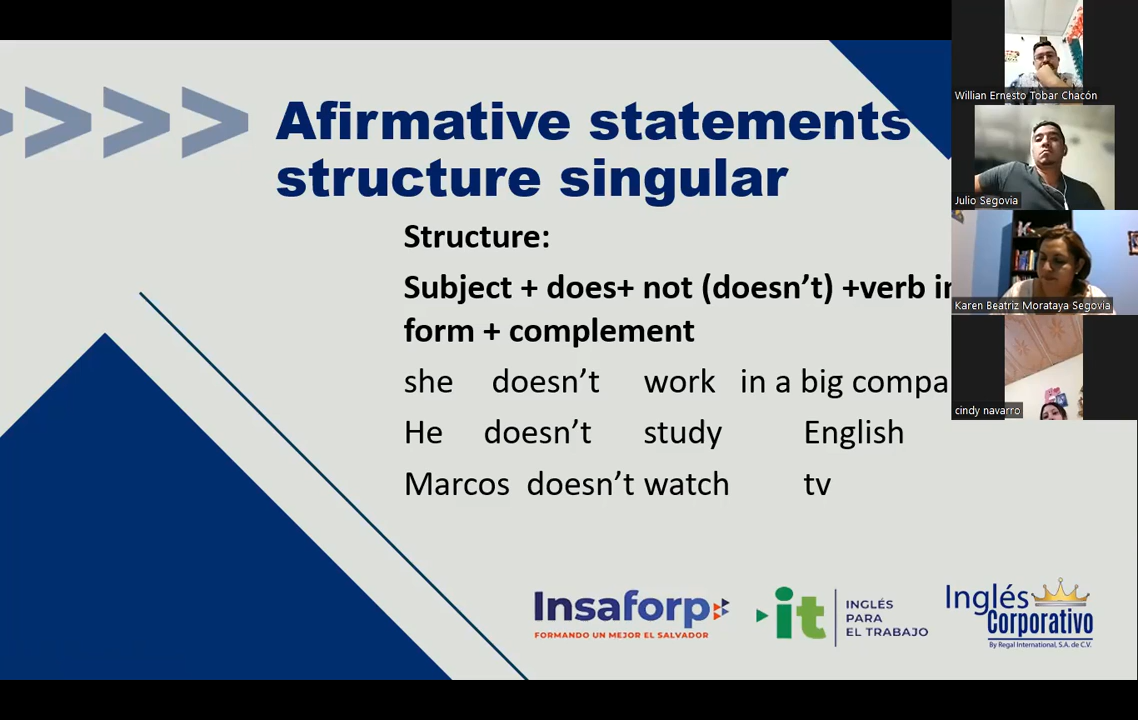 Afirmative statements
structure singular
Structure:
Subject + does+ not (doesn’t) +verb in
form + complement
she doesn’t work in a big compa
He doesn’t study English
Marcos doesn’t watch tv
Insaforp
FORMANDO UN MEJOR EL SALVADOR
it
INGLÉS
PARA
EL TRABAJO
Inglés
Corporativo
By Regal International, S.A. de C.V.
Willian Ernesto Tobar Chacón
Julio Segovia
Karen Beatriz Morataya Segovia
cindy navarro